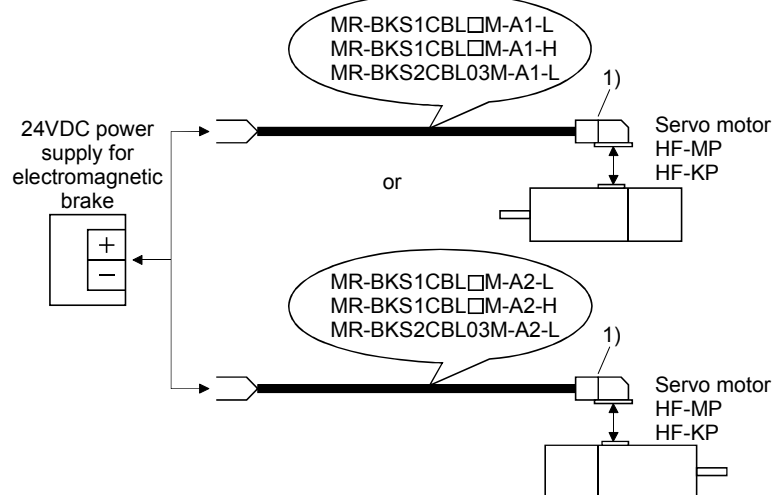 MR-BKS1CBL□M-A1-L
MR-BKS1CBL□M-A1-H
MR-BKS2CBL03M-A1-L
1)
24VDC power
supply for
electromagnetic
brake
Servo motor
HF-MP
HF-KP
or
+
−
MR-BKS1CBL□M-A2-L
MR-BKS1CBL□M-A2-H
MR-BKS2CBL03M-A2-L
1)
Servo motor
HF-MP
HF-KP